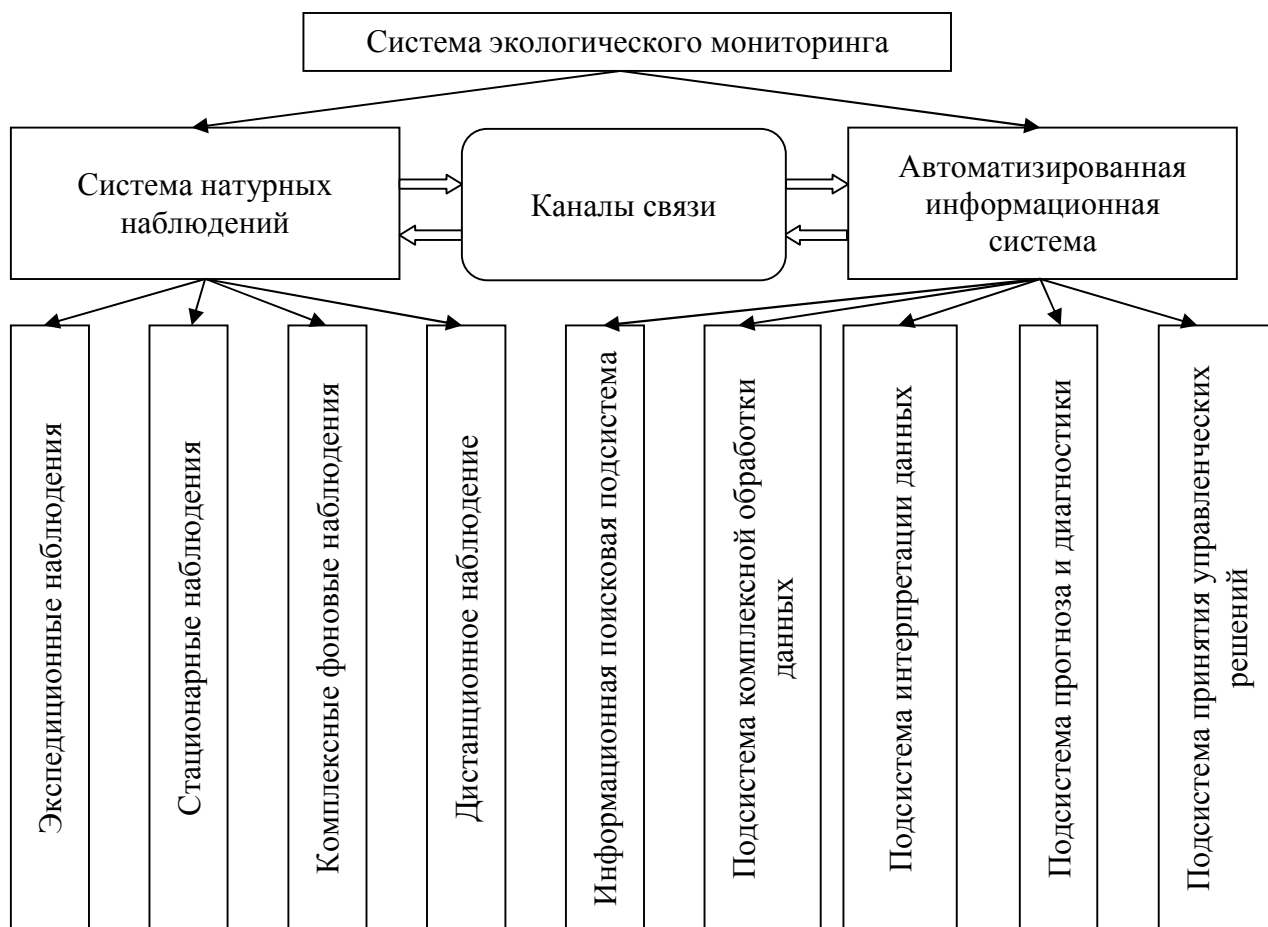 Система экологического мониторинга
Система натурных
наблюдений
Каналы связи
Автоматизированная
информационная
система
Экспедиционные наблюдения
Стационарные наблюдения
Комплексные фоновые наблюдения
Дистанционное наблюдение
Информационная поисковая подсистема
Подсистема комплексной обработки
данных
Подсистема интерпретации данных
Подсистема прогноза и диагностики
Подсистема принятия управленческих
решений